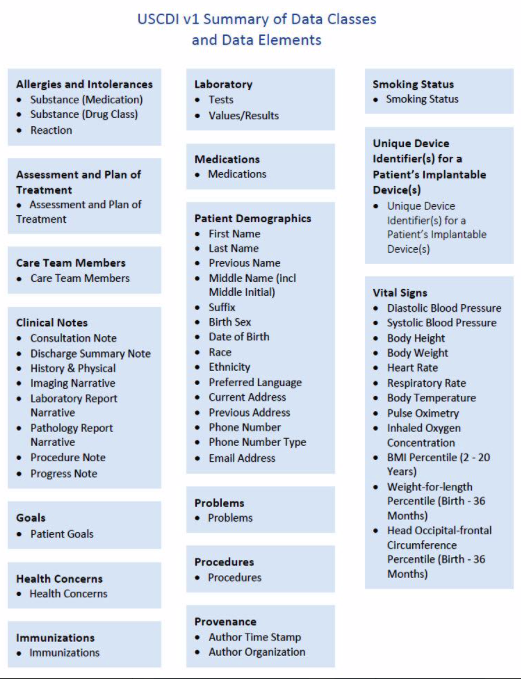 USCDI v1 Summary of Data Classes
and Data Elements
Allergies and Intolerances
• Substance (Medication)
• Substance (Drug Class)
• Reaction
Assessment and Plan of
Treatment
• Assessment and Plan of
Treatment
Care Team Members
• Care Team Members
Clinical Notes
• Consultation Note
• Discharge Summary Note
• History & Physical
• Imaging Narrative
• Laboratory Report
Narrative
• Pathology Report
Narrative
• Procedure Note
• Progress Note
Goals
• Patient Goals
Health Concerns
• Health Concerns
Immunizations
• Immunizations
Laboratory
• Tests
• Values/Results
Medications
• Medications
Patient Demographics
• First Name
• Last Name
• Previous Name
• Middle Name (incl
Middle Initial)
• Suffix
• Birth Sex
• Date of Birth
• Race
• Ethnicity
• Preferred Language
• Current Address
• Previous Address
• Phone Number
• Phone Number Type
• Email Address
Problems
• Problems
Procedures
• Procedures
Provenance
• Author Time Stamp
• Author Organization
Smoking Status
• Smoking Status
Unique Device
Identifier(s) for a
Patient's Implantable
Device(s)
• Unique Device
Identifier(s) for a
Patient's Implantable
Device(s)
Vital Signs
• Diastolic Blood Pressure
• Systolic Blood Pressure
• Body Height
• Body Weight
• Heart Rate
• Respiratory Rate
• Body Temperature
• Pulse Oximetry
• Inhaled Oxygen
Concentration
• BMI Percentile (2 - 20
Years)
• Weight-for-length
Percentile (Birth - 36
Months)
• Head Occipital-frontal
Circumference
Percentile (Birth - 36
Months)